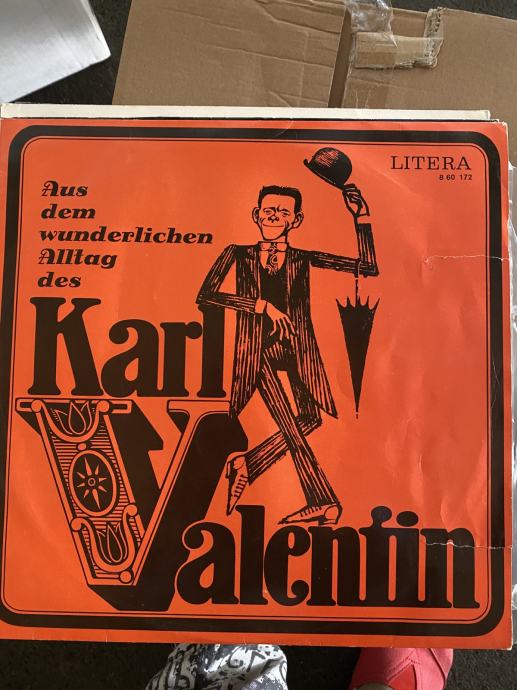 LITERA
8 60 172
Aus
dem
wunderlichen
Alltag
des
Karl
Valentin